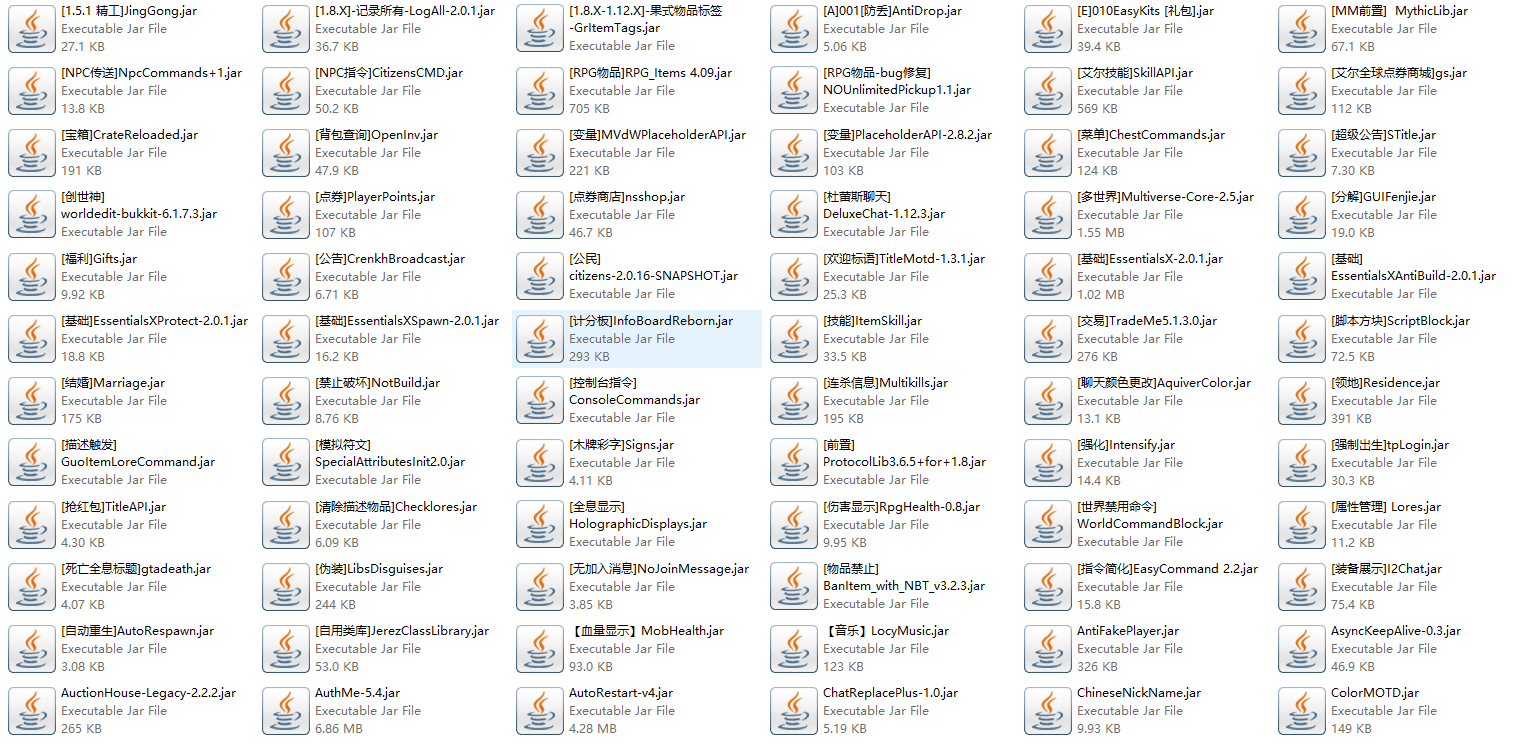 [1.5.1 精工]JingGong.jar
Executable Jar File
27.1 KB
[1.8.X]-记录所有-LogAll-2.0.1.jar
Executable Jar File
36.7 KB
[1.8.X-1.12.X]-果式物品标签
-GrItemTags.jar
Executable Jar File
[A]001[防丢]AntiDrop.jar
Executable Jar File
5.06 KB
[E]010EasyKits [礼包].jar
Executable Jar File
39.4 KB
[MM前置] MythicLib.jar
Executable Jar File
67.1 KB
[NPC传送]NpcCommands+1.jar
Executable Jar File
13.8 KB
[NPC指令]CitizensCMD.jar
Executable Jar File
50.2 KB
[RPG物品]RPG_Items 4.09.jar
Executable Jar File
705 KB
[RPG物品-bug修复]
NOUnlimitedPickup1.1.jar
Executable Jar File
[艾尔技能]SkillAPI.jar
Executable Jar File
569 KB
[艾尔全球点券商城]gs.jar
Executable Jar File
112 KB
[宝箱]CrateReloaded.jar
Executable Jar File
191 KB
[背包查询]OpenInv.jar
Executable Jar File
47.9 KB
[变量]MVdWPlaceholderAPI.jar
Executable Jar File
221 KB
[变量]PlaceholderAPI-2.8.2.jar
Executable Jar File
103 KB
[菜单]ChestCommands.jar
Executable Jar File
124 KB
[超级公告]STitle.jar
Executable Jar File
7.30 KB
[创世神]
worldedit-bukkit-6.1.7.3.jar
Executable Jar File
[点券]PlayerPoints.jar
Executable Jar File
107 KB
[点券商店]nsshop.jar
Executable Jar File
46.7 KB
[杜蕾斯聊天]
DeluxeChat-1.12.3.jar
Executable Jar File
[多世界]Multiverse-Core-2.5.jar
Executable Jar File
1.55 MB
[分解]GUIFenjie.jar
Executable Jar File
19.0 KB
[福利]Gifts.jar
Executable Jar File
9.92 KB
[公告]CrenkhBroadcast.jar
Executable Jar File
6.71 KB
[公民]
citizens-2.0.16-SNAPSHOT.jar
Executable Jar File
[欢迎标语]TitleMotd-1.3.1.jar
Executable Jar File
25.3 KB
[基础]EssentialsX-2.0.1.jar
Executable Jar File
1.02 MB
[基础]
EssentialsXAntiBuild-2.0.1.jar
Executable Jar File
[基础]EssentialsXProtect-2.0.1.jar
Executable Jar File
18.8 KB
[基础]EssentialsXSpawn-2.0.1.jar
Executable Jar File
16.2 KB
[计分板]InfoBoardReborn.jar
Executable Jar File
293 KB
[技能]ItemSkill.jar
Executable Jar File
33.5 KB
[交易]TradeMe5.1.3.0.jar
Executable Jar File
276 KB
[脚本方块]ScriptBlock.jar
Executable Jar File
72.5 KB
[结婚]Marriage.jar
Executable Jar File
175 KB
[禁止破坏]NotBuild.jar
Executable Jar File
8.76 KB
[控制台指令]
ConsoleCommands.jar
Executable Jar File
[连杀信息]Multikills.jar
Executable Jar File
195 KB
[聊天颜色更改]AquiverColor.jar
Executable Jar File
13.1 KB
[领地]Residence.jar
Executable Jar File
391 KB
[描述触发]
GuoItemLoreCommand.jar
Executable Jar File
[模拟符文]
SpecialAttributesInit2.0.jar
Executable Jar File
[木牌彩字]Signs.jar
Executable Jar File
4.11 KB
[前置]
ProtocolLib3.6.5+for+1.8.jar
Executable Jar File
[强化]Intensify.jar
Executable Jar File
14.4 KB
[强制出生]tpLogin.jar
Executable Jar File
30.3 KB
[抢红包]TitleAPI.jar
Executable Jar File
4.30 KB
[清除描述物品]Checklores.jar
Executable Jar File
6.09 KB
[全息显示]
HolographicDisplays.jar
Executable Jar File
[伤害显示]RpgHealth-0.8.jar
Executable Jar File
9.95 KB
[世界禁用命令]
WorldCommandBlock.jar
Executable Jar File
[属性管理] Lores.jar
Executable Jar File
11.2 KB
[死亡全息标题]gtadeath.jar
Executable Jar File
4.07 KB
[伪装]LibsDisguises.jar
Executable Jar File
244 KB
[无加入消息]NoJoinMessage.jar
Executable Jar File
3.85 KB
[物品禁止]
BanItem_with_NBT_v3.2.3.jar
Executable Jar File
[指令简化]EasyCommand 2.2.jar
Executable Jar File
15.8 KB
[装备展示]I2Chat.jar
Executable Jar File
75.4 KB
[自动重生]AutoRespawn.jar
Executable Jar File
3.08 KB
[自用类库]JerezClassLibrary.jar
Executable Jar File
53.0 KB
【血量显示】MobHealth.jar
Executable Jar File
93.0 KB
【音乐】LocyMusic.jar
Executable Jar File
123 KB
AntiFakePlayer.jar
Executable Jar File
326 KB
AsyncKeepAlive-0.3.jar
Executable Jar File
46.9 KB
AuctionHouse-Legacy-2.2.2.jar
Executable Jar File
265 KB
AuthMe-5.4.jar
Executable Jar File
6.86 MB
AutoRestart-v4.jar
Executable Jar File
4.28 MB
ChatReplacePlus-1.0.jar
Executable Jar File
5.19 KB
ChineseNickName.jar
Executable Jar File
9.93 KB
ColorMOTD.jar
Executable Jar File
149 KB